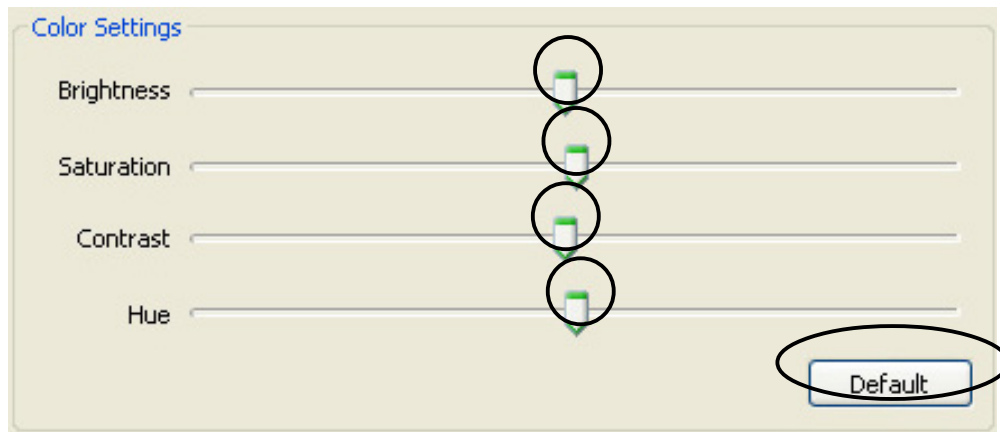 Color Settings
Brightness
Saturation
Contrast
Hue
Default